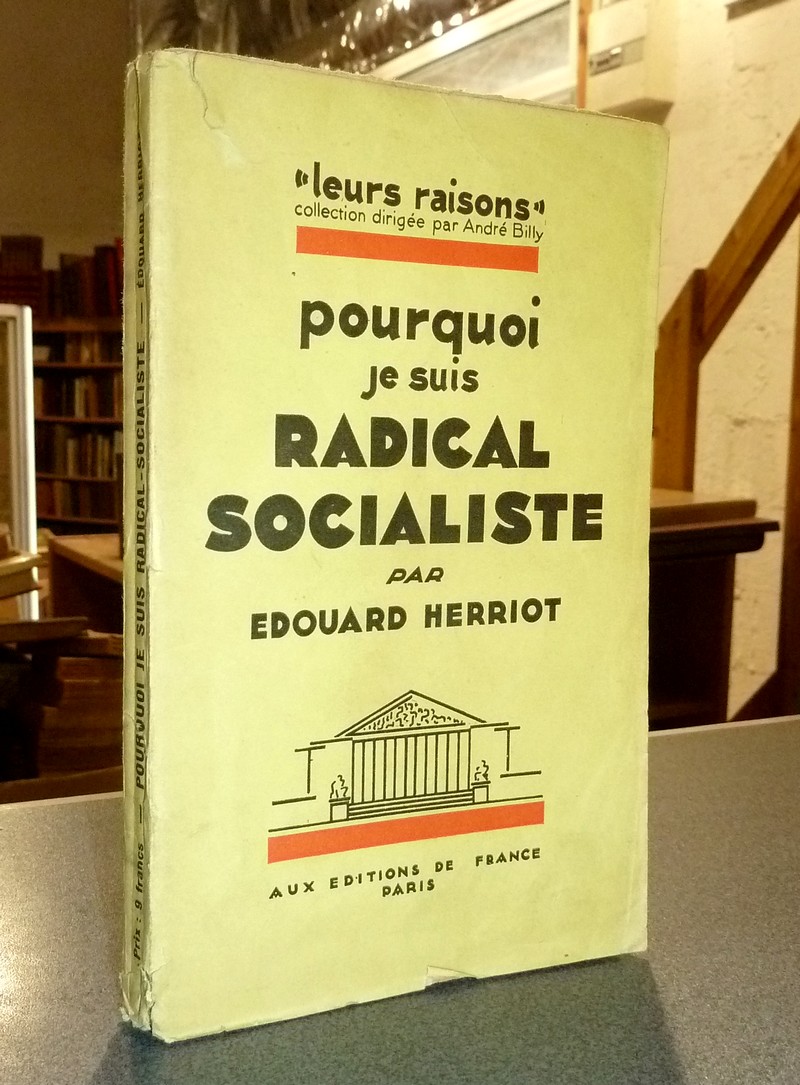 "leurs raisons"
collection dirigée par André Billy
pourquoi
je suis
RADICAL
SOCIALISTE
PAR
EDOUARD HERRIOT
AUX EDITIONS DE FRANCE
PARIS
Prix : 9 francs — POURQUOI JE SUIS RADICAL-SOCIALISTE — ÉDOUARD HERRIOT